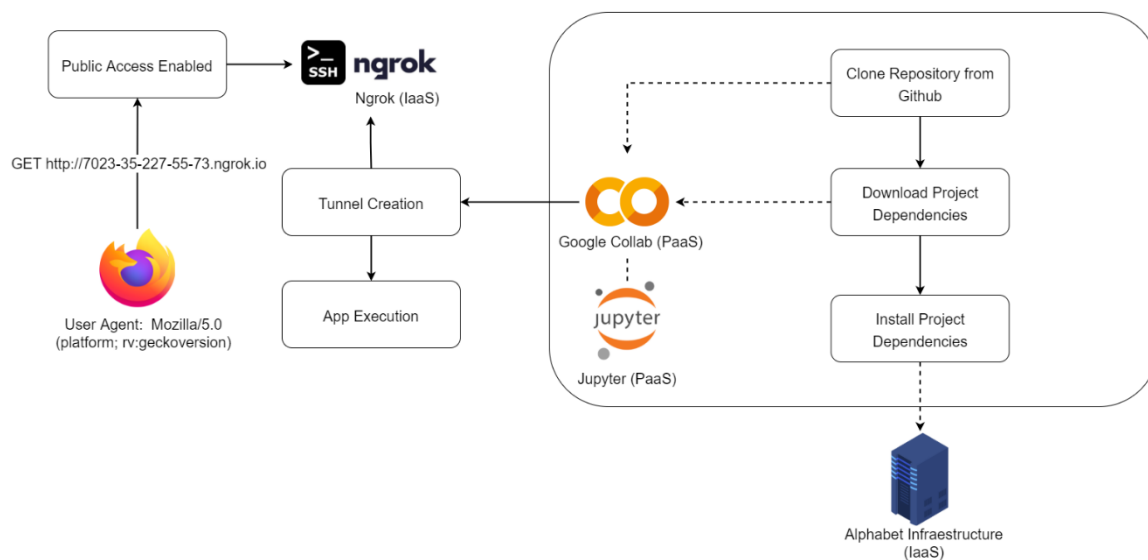 Public Access Enabled
>_
SSH
ngrok
Ngrok (IaaS)
GET http://7023-35-227-55-73.ngrok.io
User Agent:  Mozilla/5.0
(platform; rv:geckoversion)
Tunnel Creation
App Execution
Google Collab (PaaS)
jupyter
Jupyter (PaaS)
Clone Repository from
Github
Download Project
Dependencies
Install Project
Dependencies
Alphabet Infraestructure
(IaaS)